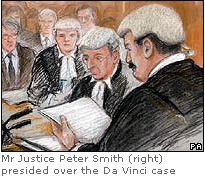 PA
Mr Justice Peter Smith (right)
presided over the Da Vinci case